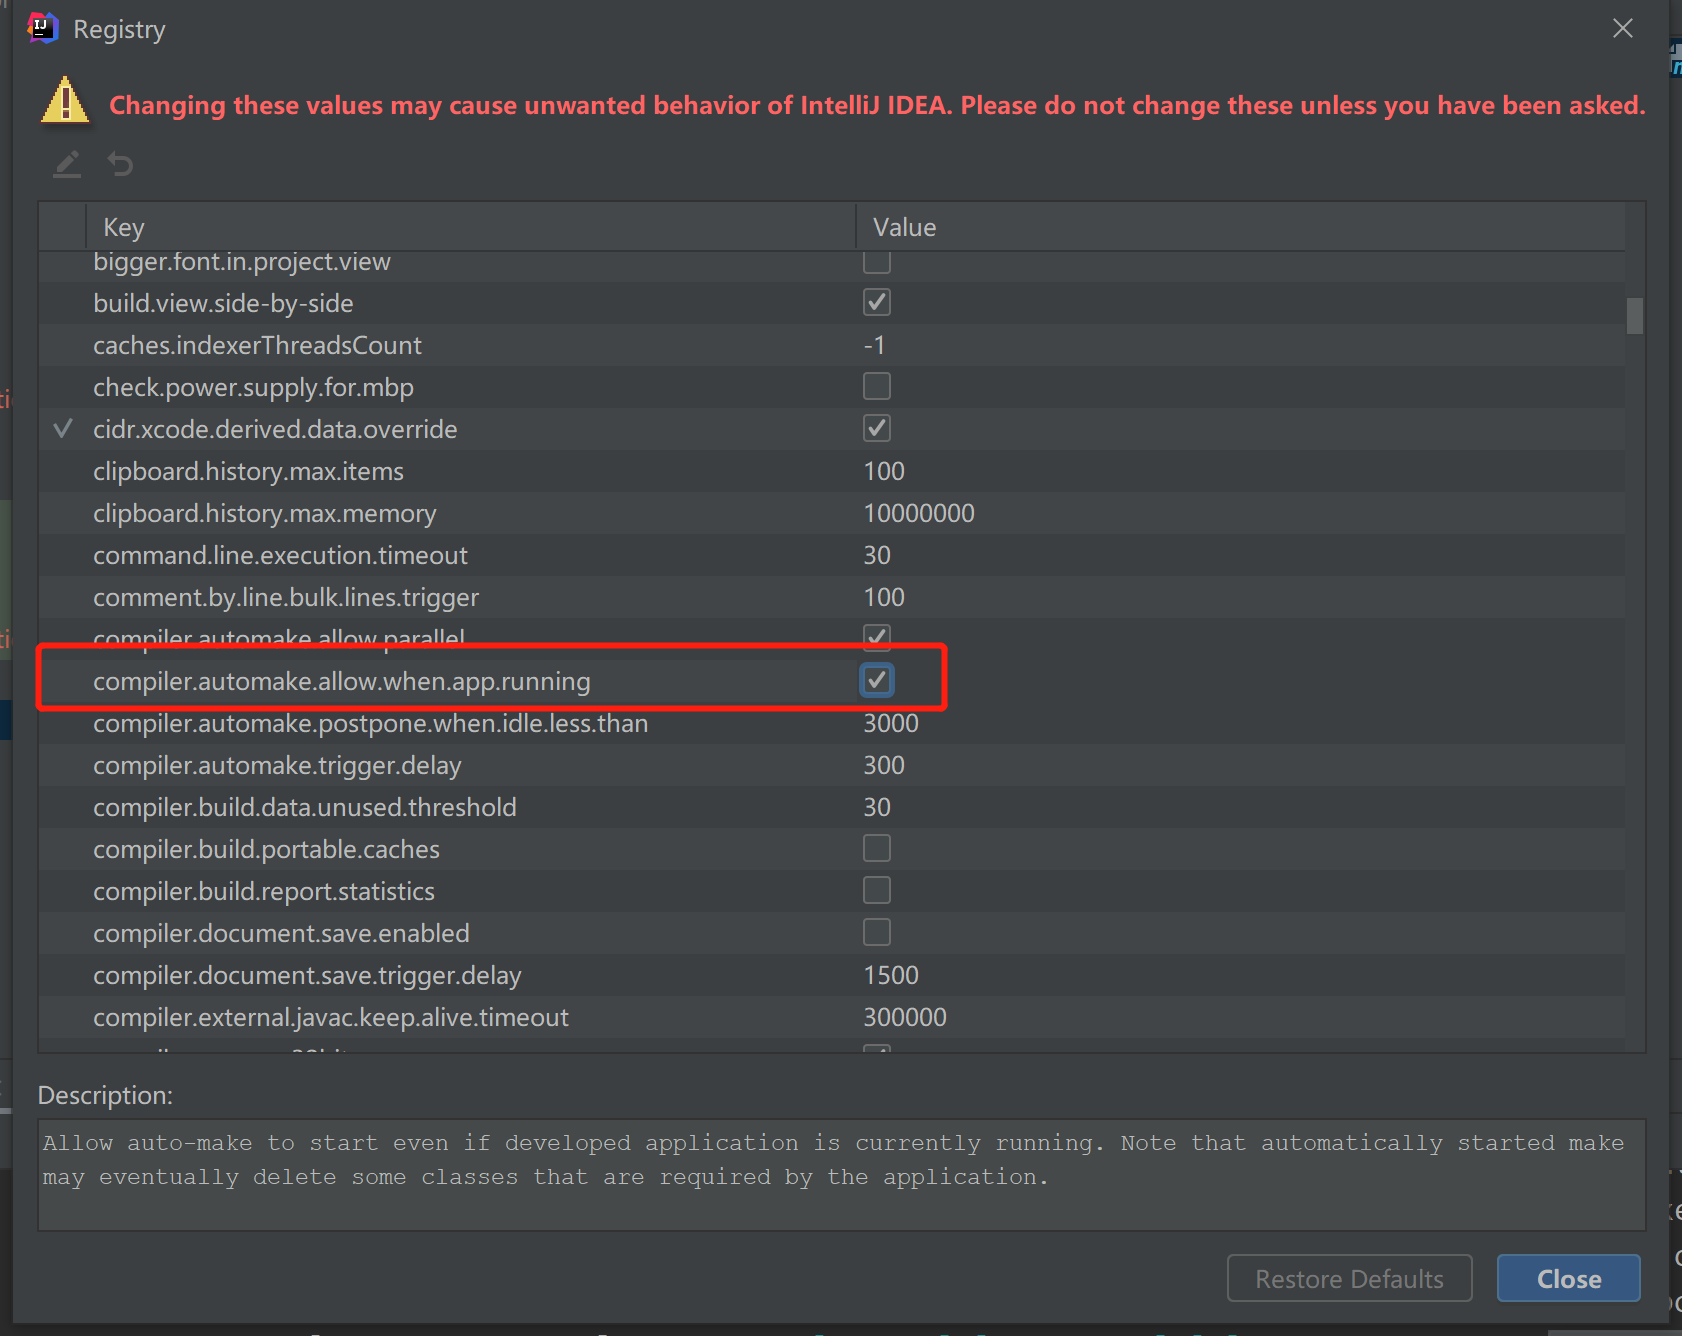 Registry
Changing these values may cause unwanted behavior of IntelliJ IDEA. Please do not change these unless you have been asked.
Key Value
bigger.font.in.project.view
build.view.side-by-side
caches.indexerThreadsCount -1
check.power.supply.for.mbp
cidr.xcode.derived.data.override
clipboard.history.max.items 100
clipboard.history.max.memory 10000000
command.line.execution.timeout 30
comment.by.line.bulk.lines.trigger 100
compiler.automake.allow.parallel
compiler.automake.allow.when.app.running
compiler.automake.postpone.when.idle.less.than 3000
compiler.automake.trigger.delay 300
compiler.build.data.unused.threshold 30
compiler.build.portable.caches
compiler.build.report.statistics
compiler.document.save.enabled
compiler.document.save.trigger.delay 1500
compiler.external.javac.keep.alive.timeout 300000
Description:
Allow auto-make to start even if developed application is currently running. Note that automatically started make
may eventually delete some classes that are required by the application.
Restore Defaults Close